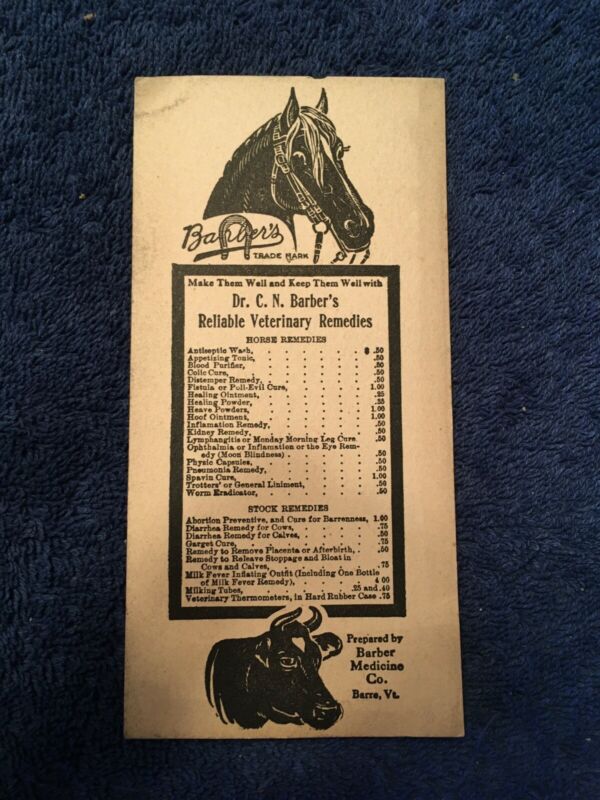 Barber's
TRADE MARK
Make Them Well and Keep Them Well with
Dr. C. N. Barber's
Reliable Veterinary Remedies
HORSE REMEDIES
Antiseptic Wash, $ .50
Appetizing Tonic, .50
Blood Purifier, .50
Colic Cure, .50
Distemper Remedy, .50
Fistula or Poll-Evil Cure, 1.00
Healing Ointment, .25
Healing Powder, .35
Heave Powders, 1.00
Hoof Ointment, 1.00
Inflamation Remedy, .50
Kidney Remedy, .50
Lymphangitis or Monday Morning Leg Cure .50
Ophthalmia or Inflamation or the Eye Rem-
edy (Moon Blindness) .50
Physic Capsules, .50
Pneumonia Remedy, .50
Spavin Cure, 1.00
Trotters' or General Liniment, .50
Worm Eradicator, .50
STOCK REMEDIES
Abortion Preventive, and Cure for Barrenness, 1.00
Diarrhea Remedy for Cows, .75
Diarrhea Remedy for Calves, .50
Garget Cure, .75
Remedy to Remove Placenta or Afterbirth, .50
Remedy to Releave Stoppage and Bloat in
Cows and Calves, .75
Milk Fever Inflating Outfit (Including One Bottle
of Milk Fever Remedy), 4 00
Milking Tubes, .25 and .40
Veterinary Thermometers, in Hard Rubber Case .75
Prepared by
Barber
Medicine
Co.
Barre, Vt.